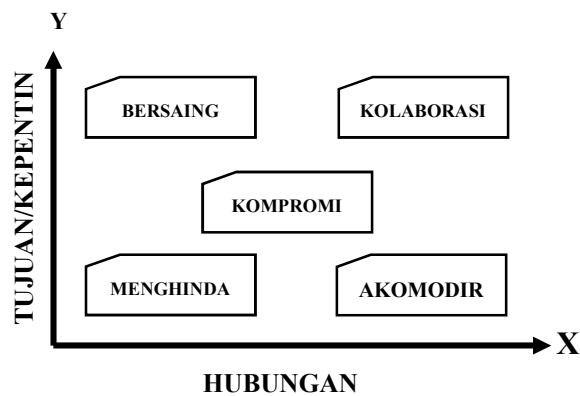 Y
TUJUAN/KEPENTIN
BERSAING
KOLABORASI
KOMPROMI
MENGHINDA
AKOMODIR
X
HUBUNGAN